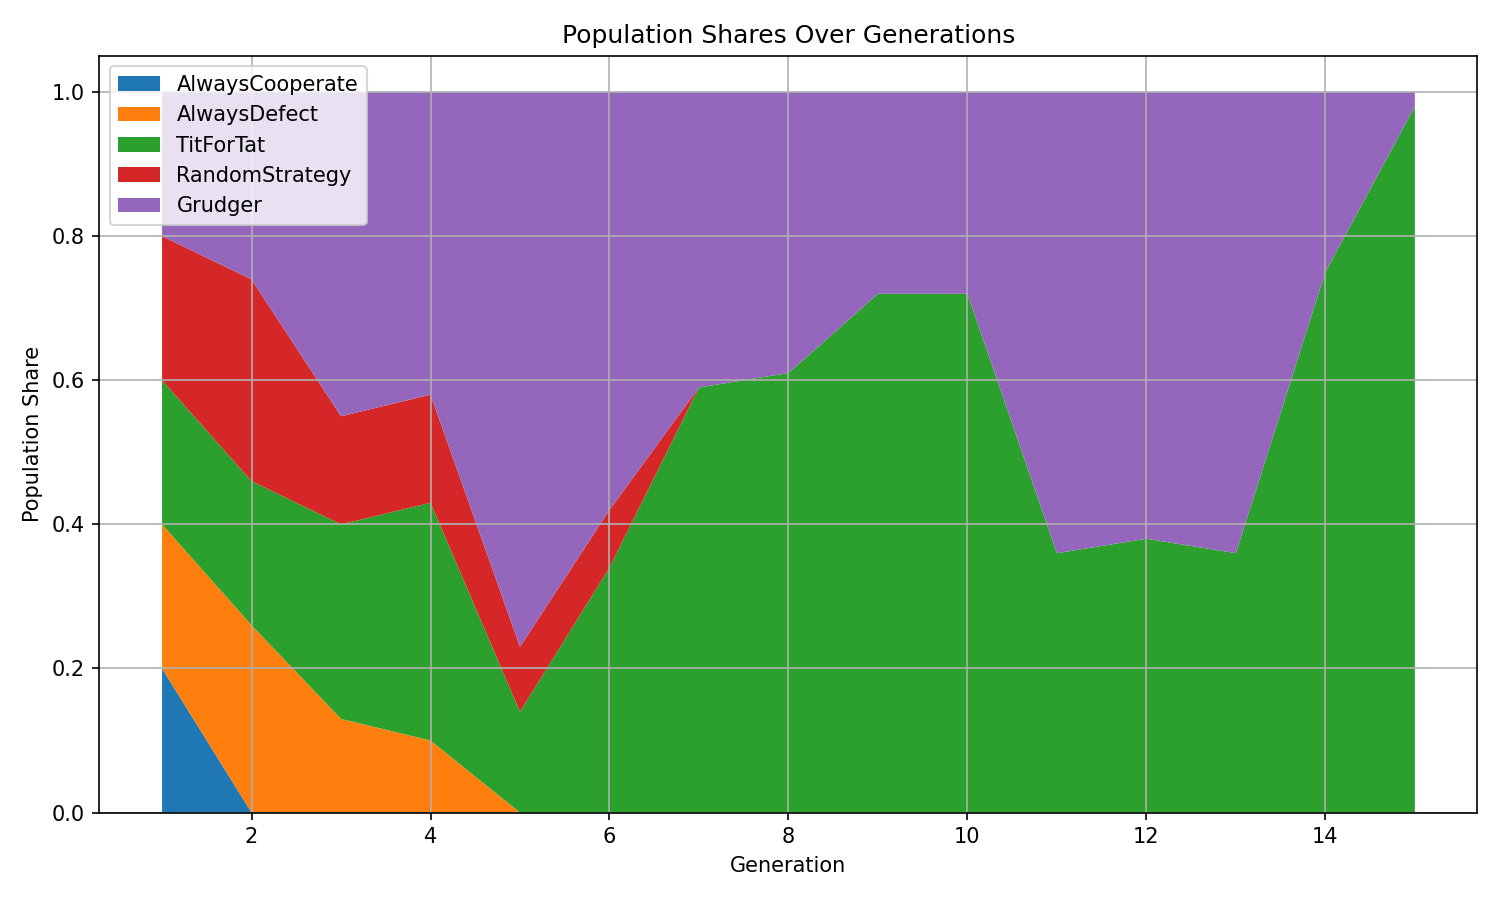 Population Shares Over Generations
AlwaysCooperate
AlwaysDefect
TitForTat
RandomStrategy
Grudger
1.0
0.8
0.6
0.4
0.2
0.0
Population Share
2 4 6 8 10 12 14
Generation